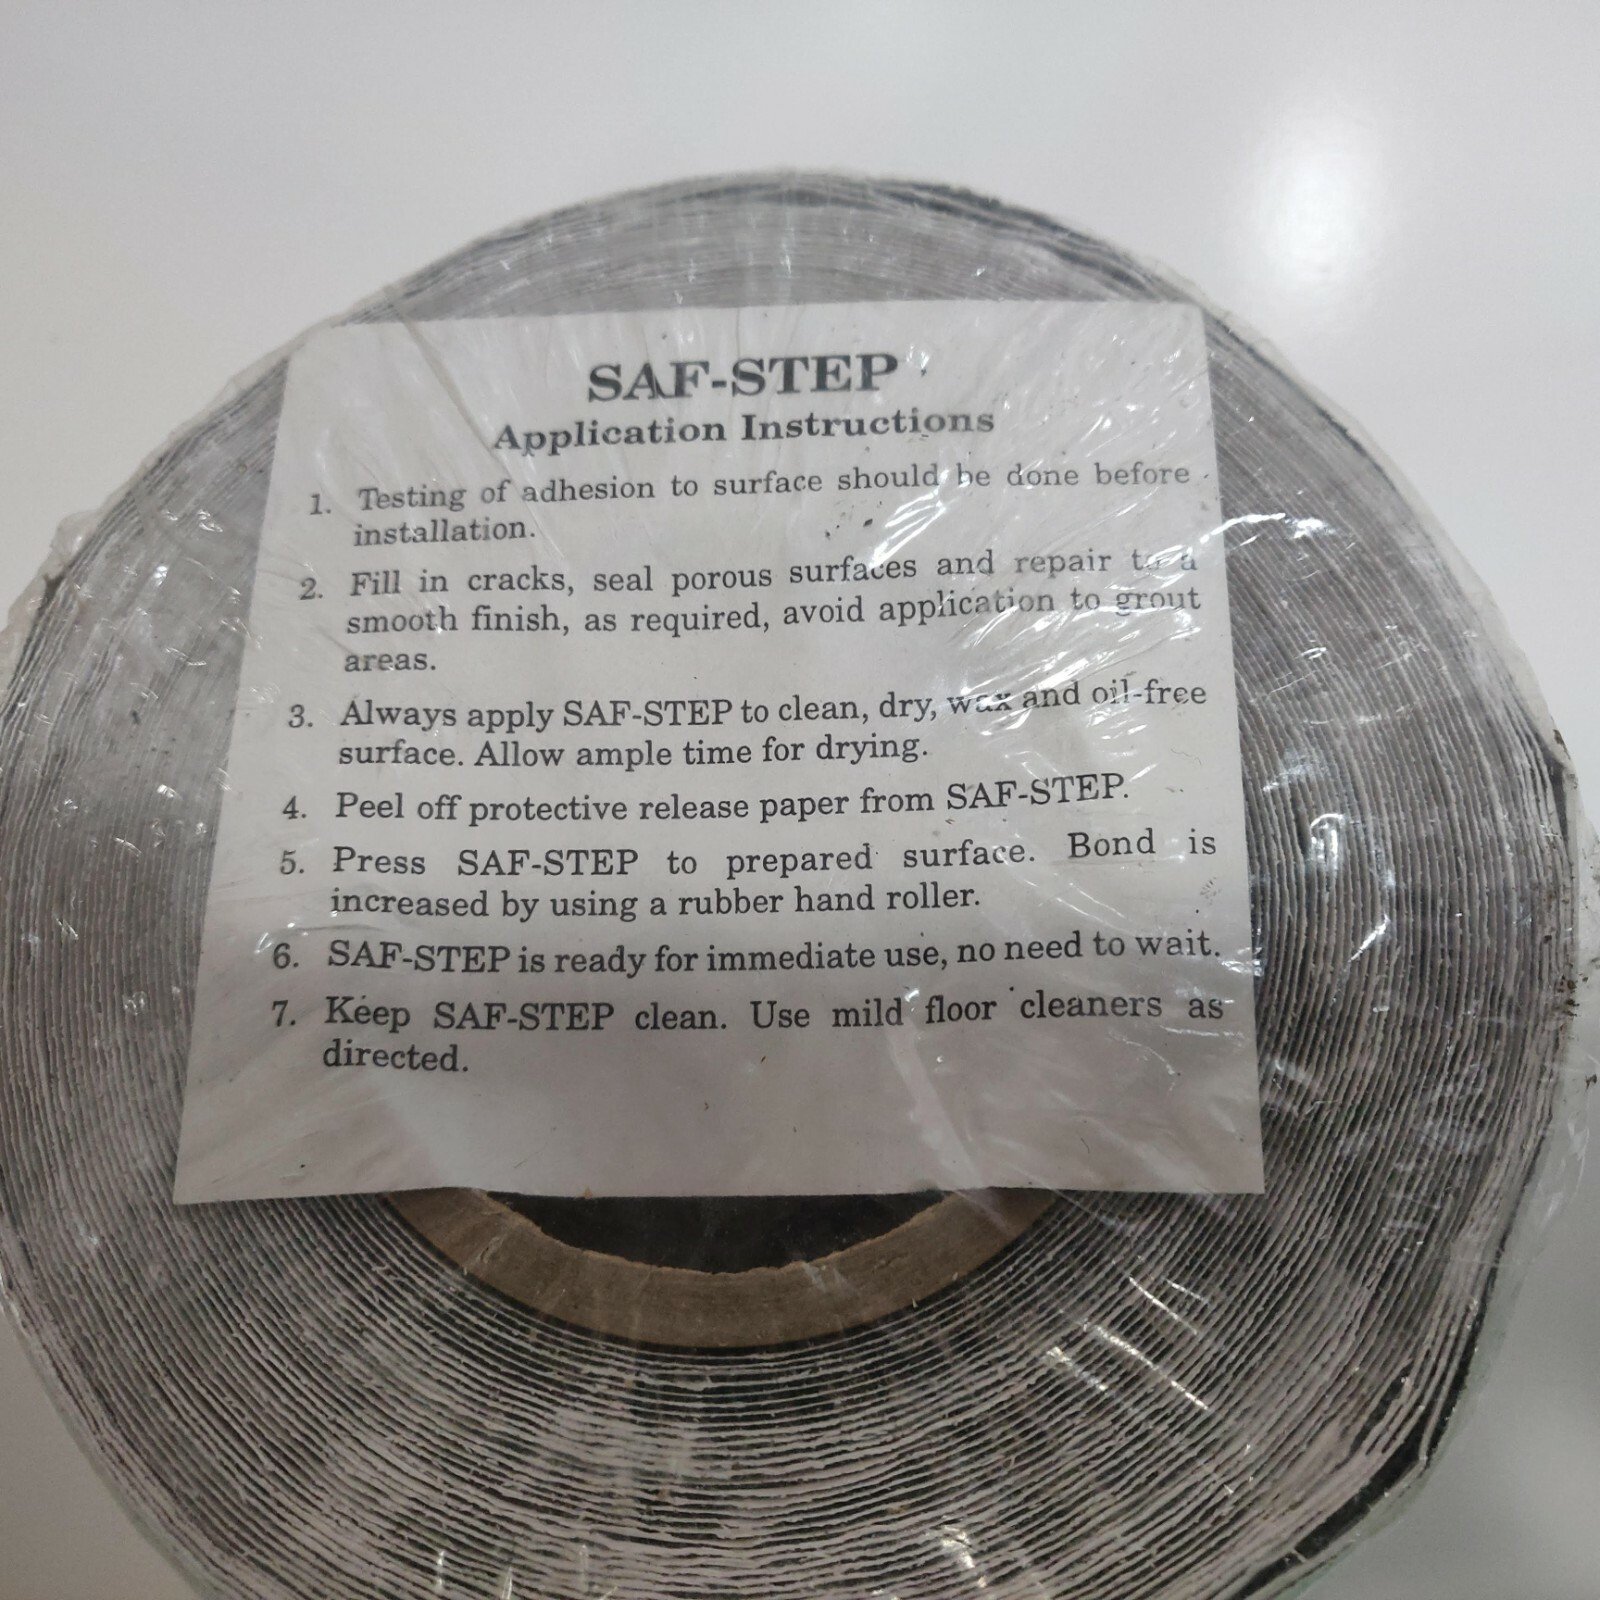 SAF-STEP
Application Instructions
1. Testing of adhesion to surface should be done before
installation.
2. Fill in cracks, seal porous surfaces and repair to a
smooth finish, as required, avoid application to grout
areas.
3. Always apply SAF-STEP to clean, dry, wax and oil-free
surface. Allow ample time for drying.
4. Peel off protective release paper from SAF-STEP.
5. Press SAF-STEP to prepared surface. Bond is
increased by using a rubber hand roller.
6. SAF-STEP is ready for immediate use, no need to wait.
7. Keep SAF-STEP clean. Use mild floor cleaners as
directed.